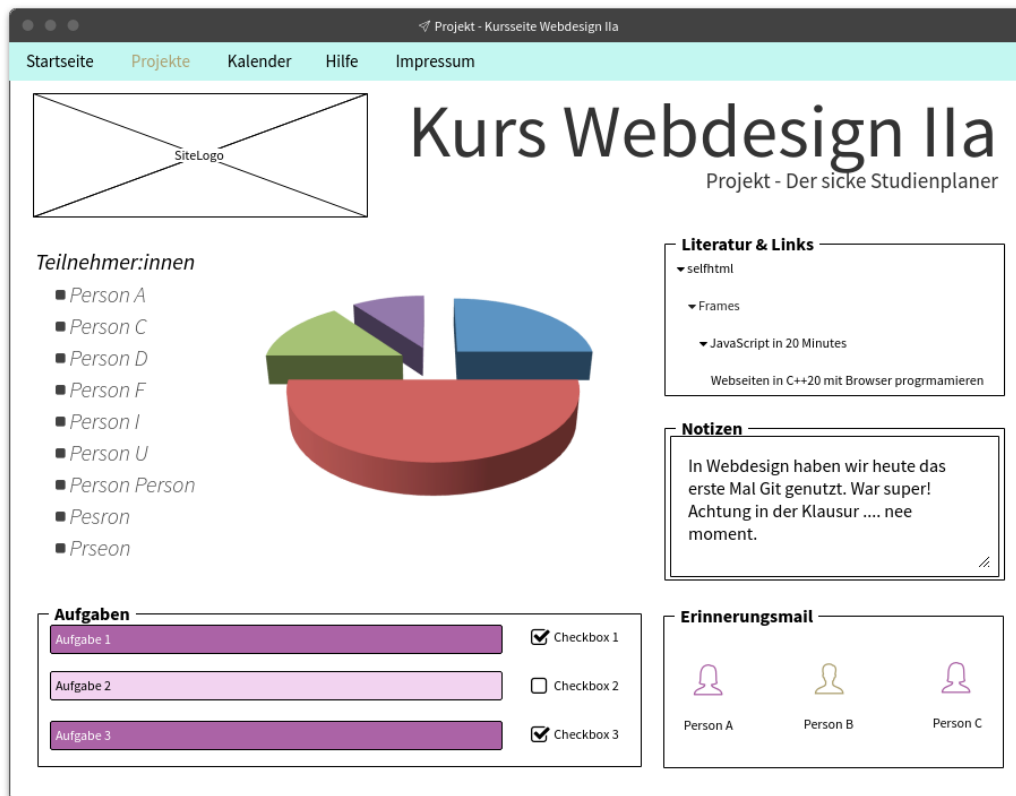 Projekt - Kursseite Webdesign IIa
Startseite Projekte Kalender Hilfe Impressum
SiteLogo
Kurs Webdesign IIa
Projekt - Der sicke Studienplaner
Teilnehmer:innen
Person A
Person C
Person D
Person F
Person I
Person U
Person Person
Pesron
Prseon
Literatur & Links
selfhtml
Frames
JavaScript in 20 Minutes
Webseiten in C++20 mit Browser progrmamieren
Notizen
In Webdesign haben wir heute das
erste Mal Git genutzt. War super!
Achtung in der Klausur .... nee
moment.
Aufgaben
Aufgabe 1 Checkbox 1
Aufgabe 2 Checkbox 2
Aufgabe 3 Checkbox 3
Erinnerungsmail
Person A Person B Person C